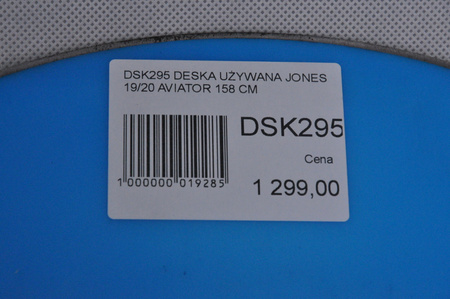 DSK295 DESKA UŻYWANA JONES
19/20 AVIATOR 158 CM
DSK295
Cena
1 000000 019285
1 299,00